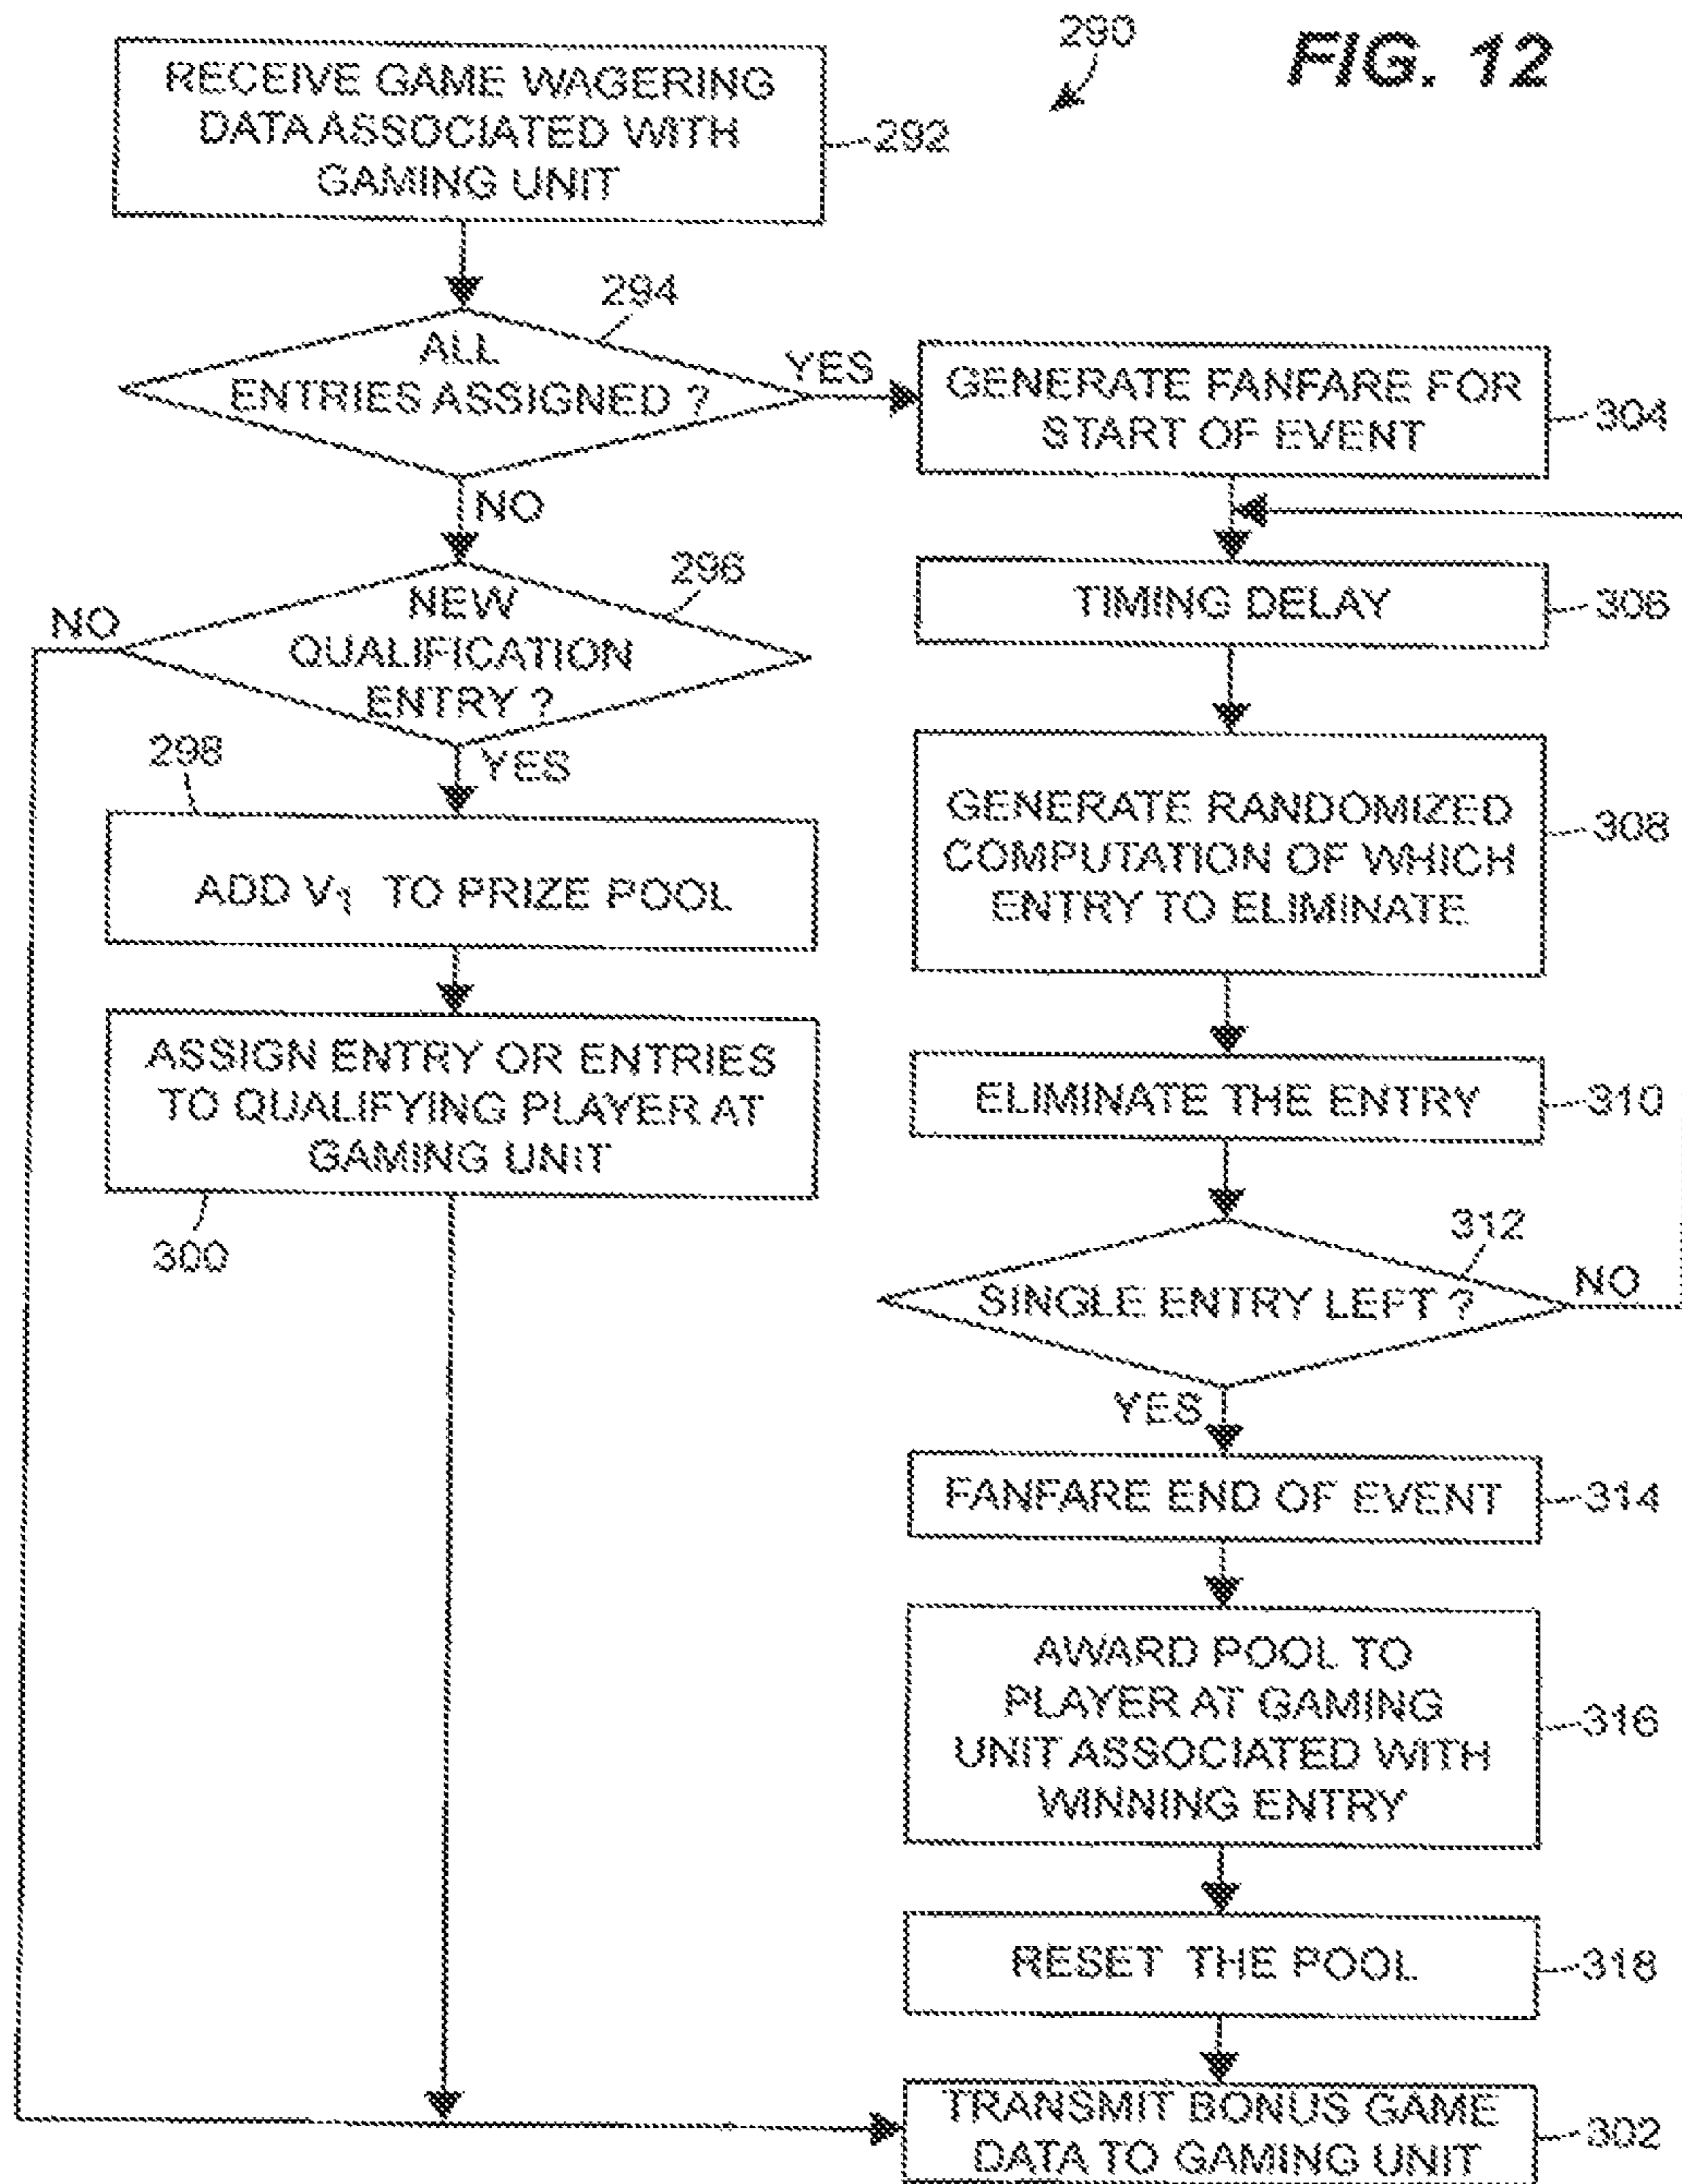 290
FIG. 12
RECEIVE GAME WAGERING
DATA ASSOCIATED WITH
GAMING UNIT
292
294
ALL
ENTRIES ASSIGNED ?
YES
NO
296
NEW
QUALIFICATION
ENTRY ?
NO
YES
298
ADD V1 TO PRIZE POOL
ASSIGN ENTRY OR ENTRIES
TO QUALIFYING PLAYER AT
GAMING UNIT
300
GENERATE FANFARE FOR
START OF EVENT
304
TIMING DELAY
306
GENERATE RANDOMIZED
COMPUTATION OF WHICH
ENTRY TO ELIMINATE
308
ELIMINATE THE ENTRY
310
312
SINGLE ENTRY LEFT ?
NO
YES
FANFARE END OF EVENT
314
AWARD POOL TO
PLAYER AT GAMING
UNIT ASSOCIATED WITH
WINNING ENTRY
316
RESET THE POOL
318
TRANSMIT BONUS GAME
DATA TO GAMING UNIT
302